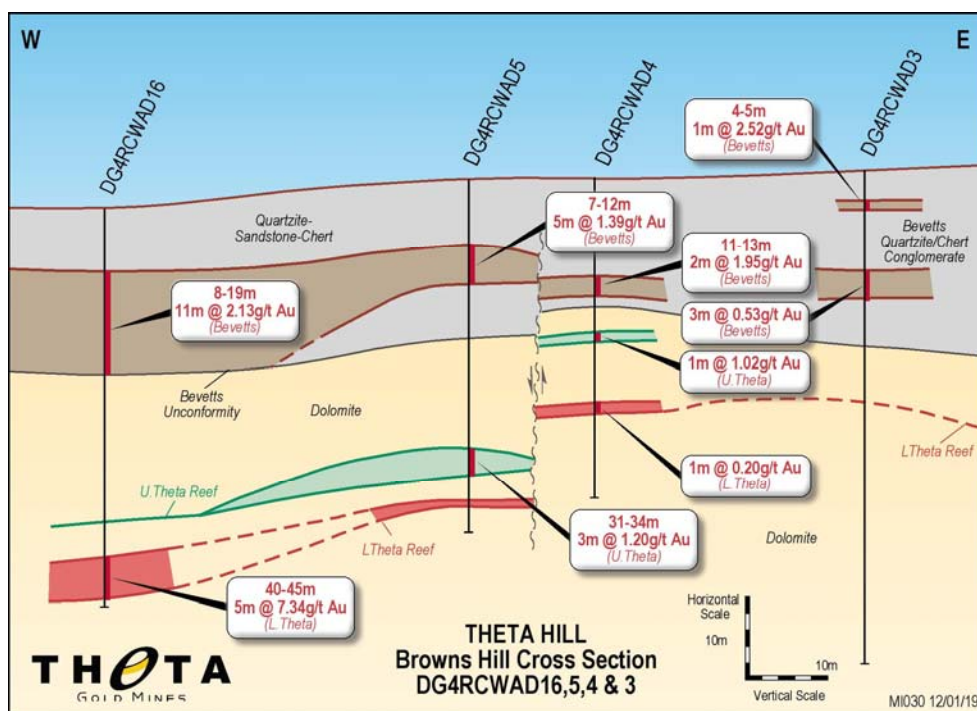 W
E
DG4RCWAD16
DG4RCWAD5
DG4RCWAD4
DG4RCWAD3
4-5m
1m @ 2.52g/t Au
(Bevetts)
Quartzite-
Sandstone-Chert
7-12m
5m @ 1.39g/t Au
(Bevetts)
Bevetts
Quartzite/Chert
Conglomerate
11-13m
2m @ 1.95g/t Au
(Bevetts)
8-19m
11m @ 2.13g/t Au
(Bevetts)
3m @ 0.53g/t Au
(Bevetts)
1m @ 1.02g/t Au
(U.Theta)
Bevetts
Unconformity
Dolomite
LTheta Reef
1m @ 0.20g/t Au
(L.Theta)
U.Theta Reef
31-34m
3m @ 1.20g/t Au
(U.Theta)
LTheta Reef
Dolomite
40-45m
5m @ 7.34g/t Au
(L.Theta)
Horizontal
Scale
10m
10m
Vertical Scale
THETA HILL
Browns Hill Cross Section
DG4RCWAD16,5,4 & 3
THETA
GOLD MINES
MI030 12/01/19